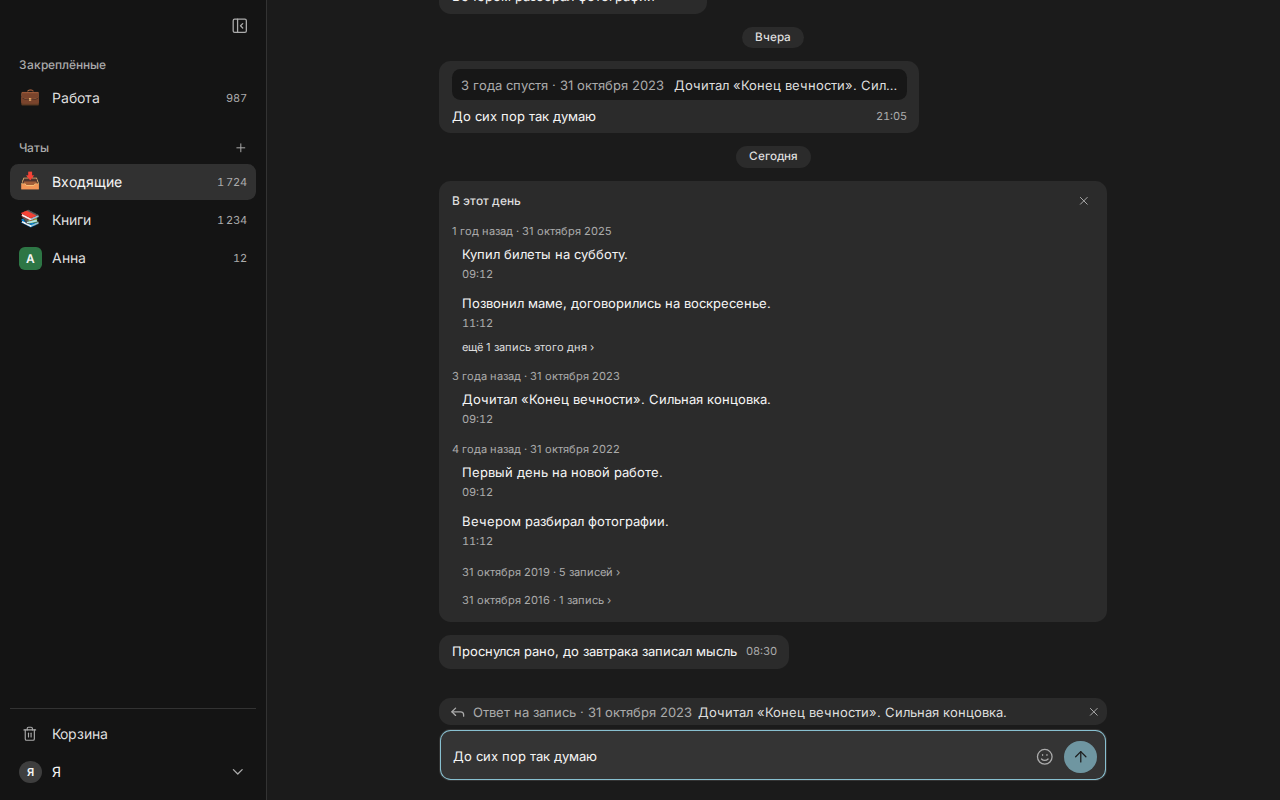 Закреплённые
Работа 987
Чаты
Входящие 1 724
Книги 1 234
А Анна 12
Корзина
Я Я
Вечером разбирал фотографии
Вчера
3 года спустя · 31 октября 2023 Дочитал «Конец вечности». Сил...
До сих пор так думаю 21:05
Сегодня
В этот день
1 год назад · 31 октября 2025
Купил билеты на субботу.
09:12
Позвонил маме, договорились на воскресенье.
11:12
ещё 1 запись этого дня ›
3 года назад · 31 октября 2023
Дочитал «Конец вечности». Сильная концовка.
09:12
4 года назад · 31 октября 2022
Первый день на новой работе.
09:12
Вечером разбирал фотографии.
11:12
31 октября 2019 · 5 записей ›
31 октября 2016 · 1 запись ›
Проснулся рано, до завтрака записал мысль 08:30
Ответ на запись · 31 октября 2023 Дочитал «Конец вечности». Сильная концовка.
До сих пор так думаю